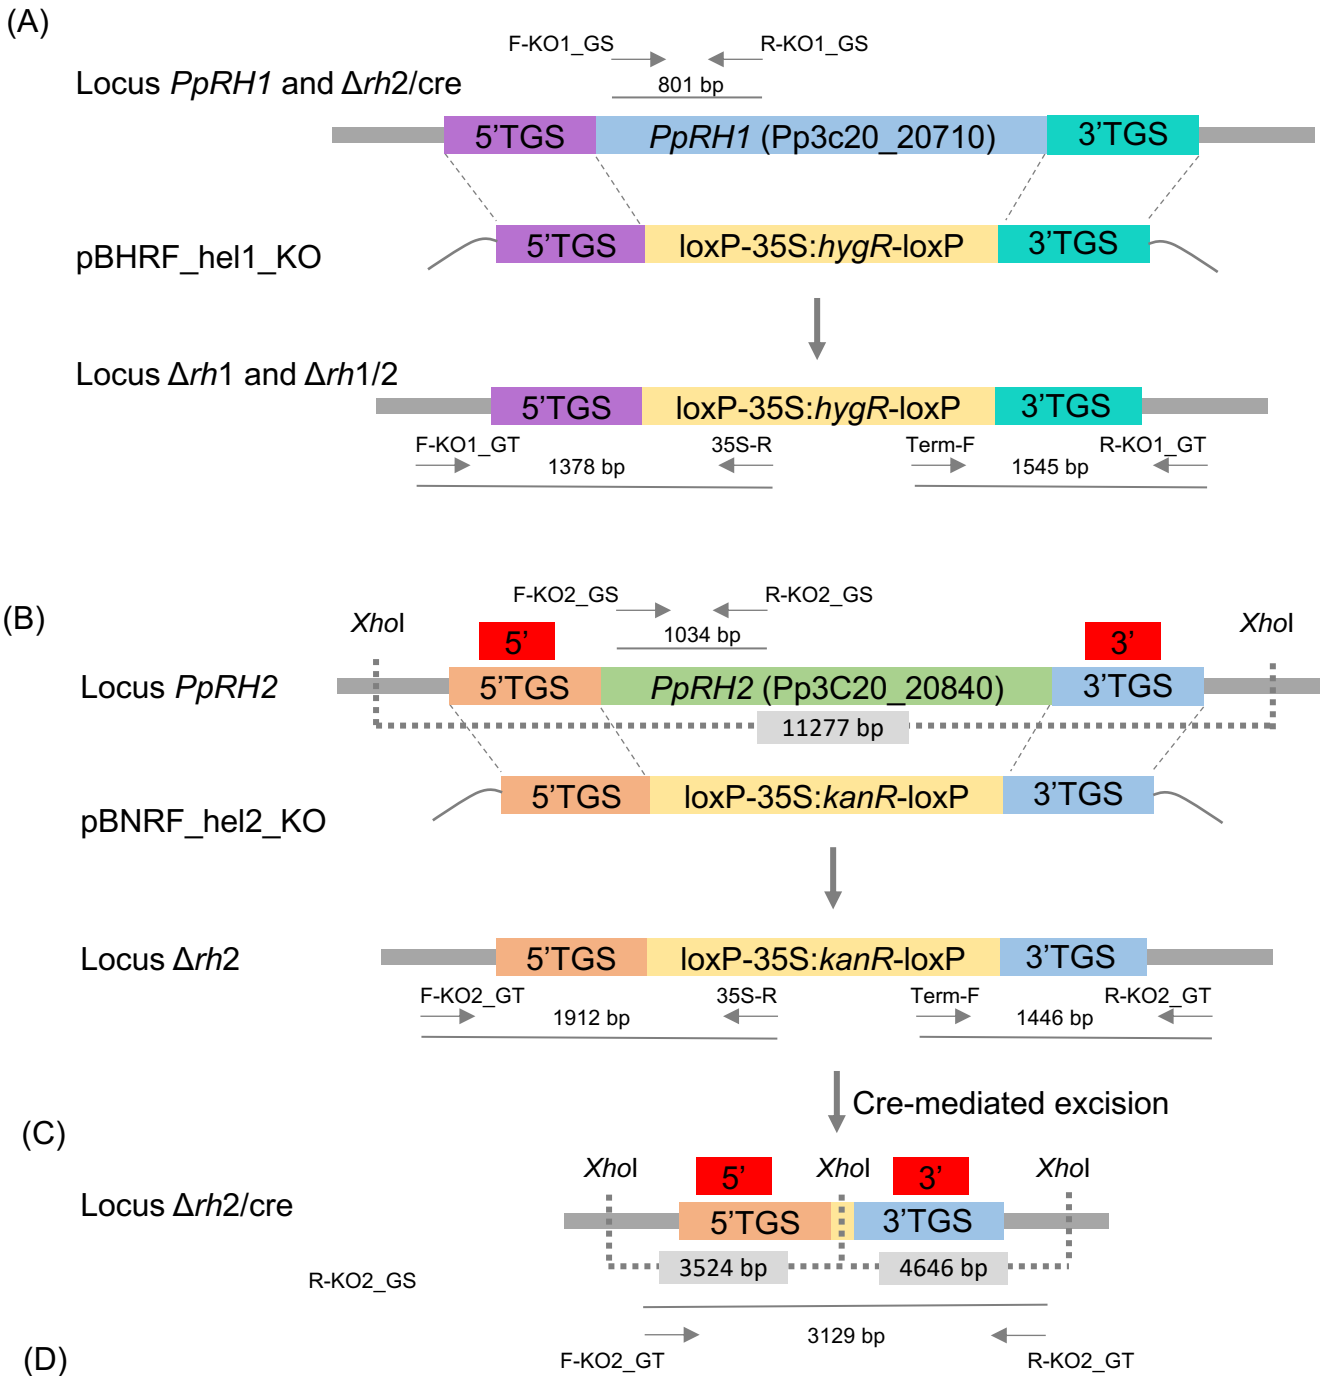 (A)
F-KO1_GS R-KO1_GS
Locus PpRH1 and Δrh2/cre
801 bp
5'TGS PpRH1 (Pp3c20_20710) 3'TGS
pBHRF_hel1_KO
5'TGS loxP-35S:hygR-loxP 3'TGS
Locus Δrh1 and Δrh1/2
5'TGS loxP-35S:hygR-loxP 3'TGS
F-KO1_GT 35S-R Term-F R-KO1_GT
1378 bp 1545 bp
(B)
F-KO2_GS R-KO2_GS
XhoI XhoI
1034 bp
5' 3'
Locus PpRH2
5'TGS PpRH2 (Pp3C20_20840) 3'TGS
11277 bp
pBNRF_hel2_KO
5'TGS loxP-35S:kanR-loxP 3'TGS
Locus Δrh2
5'TGS loxP-35S:kanR-loxP 3'TGS
F-KO2_GT 35S-R Term-F R-KO2_GT
1912 bp 1446 bp
Cre-mediated excision
(C)
XhoI XhoI XhoI
5' 3'
Locus Δrh2/cre
5'TGS 3'TGS
3524 bp 4646 bp
R-KO2_GS
3129 bp
F-KO2_GT R-KO2_GT
(D)